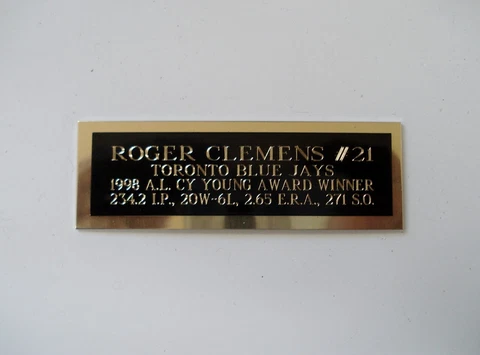 ROGER CLEMENS #21
TORONTO BLUE JAYS
1998 A.L. CY YOUNG AWARD WINNER
234.2 I.P., 20W-6L, 2.65 E.R.A., 271 S.O.